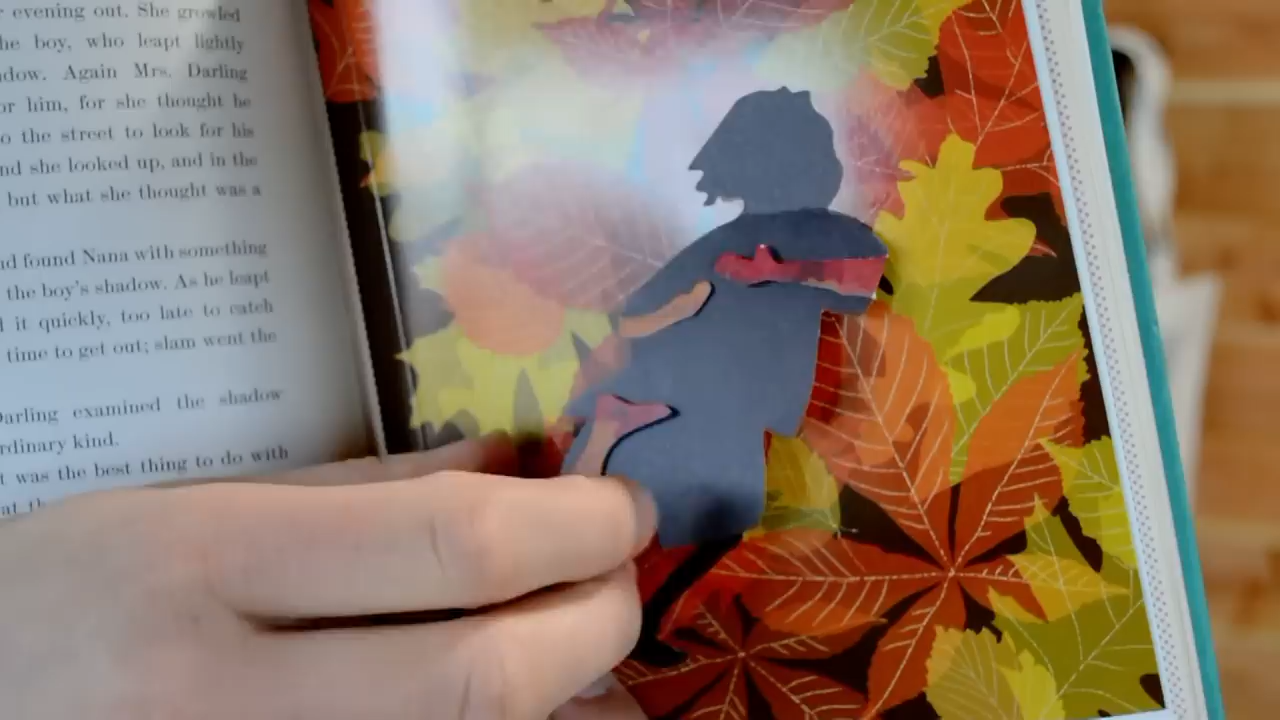 evening out. She growled
he boy, who leapt lightly
dow. Again Mrs. Darling
or him, for she thought he
o the street to look for his
nd she looked up, and in the
but what she thought was a
nd found Nana with something
the boy's shadow. As he leapt
it quickly, too late to catch
time to get out; slam went the
Darling examined the shadow
rdinary kind.
t was the best thing to do with
at th